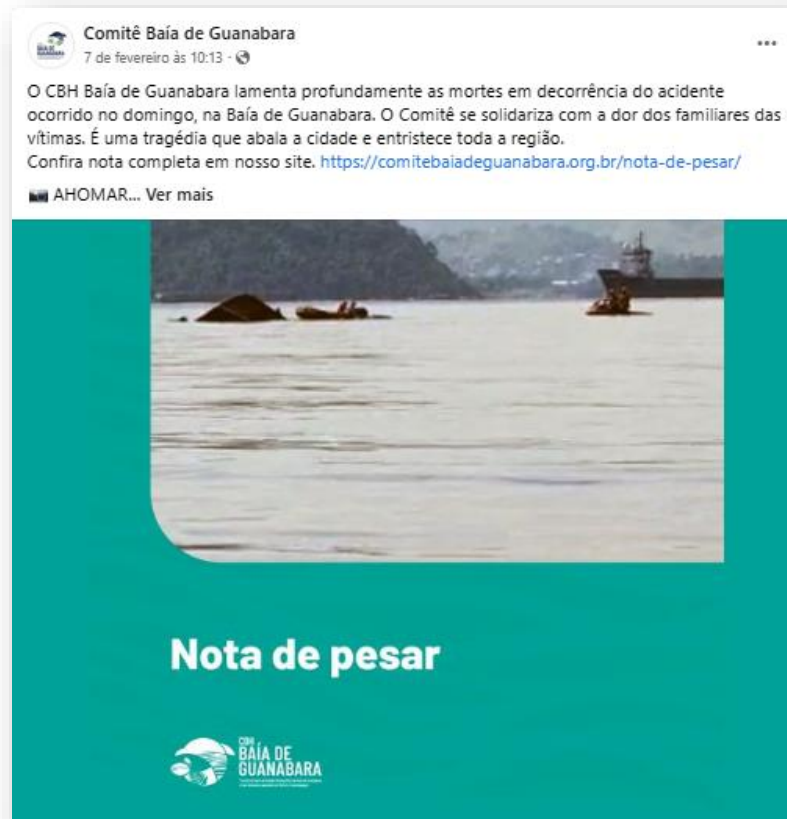 Comitê Baía de Guanabara
7 de fevereiro às 10:13 ·
O CBH Baía de Guanabara lamenta profundamente as mortes em decorrência do acidente
ocorrido no domingo, na Baía de Guanabara. O Comitê se solidariza com a dor dos familiares das
vítimas. É uma tragédia que abala a cidade e entristece toda a região.
Confira nota completa em nosso site. https://comitebaiadeguanabara.org.br/nota-de-pesar/
📷 AHOMAR... Ver mais
Nota de pesar
CBH
BAÍA DE
GUANABARA